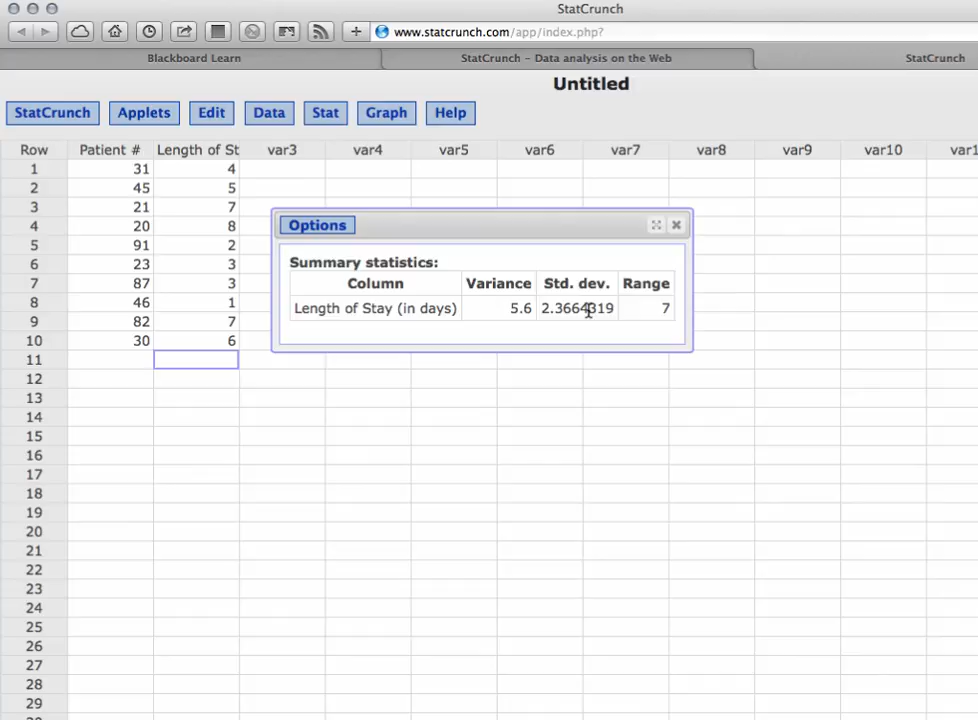 StatCrunch
www.statcrunch.com/app/index.php?
Blackboard Learn
StatCrunch - Data analysis on the Web
StatCrunch
Untitled
StatCrunch Applets Edit Data Stat Graph Help
Row Patient # Length of St var3 var4 var5 var6 var7 var8 var9 var10 var1
1 31 4
2 45 5
3 21 7
4 20 8
5 91 2
6 23 3
7 87 3
8 46 1
9 82 7
10 30 6
11
12
13
14
15
16
17
18
19
20
21
22
23
24
25
26
27
28
29
Options
Summary statistics:
Column Variance Std. dev. Range
Length of Stay (in days) 5.6 2.3664319 7